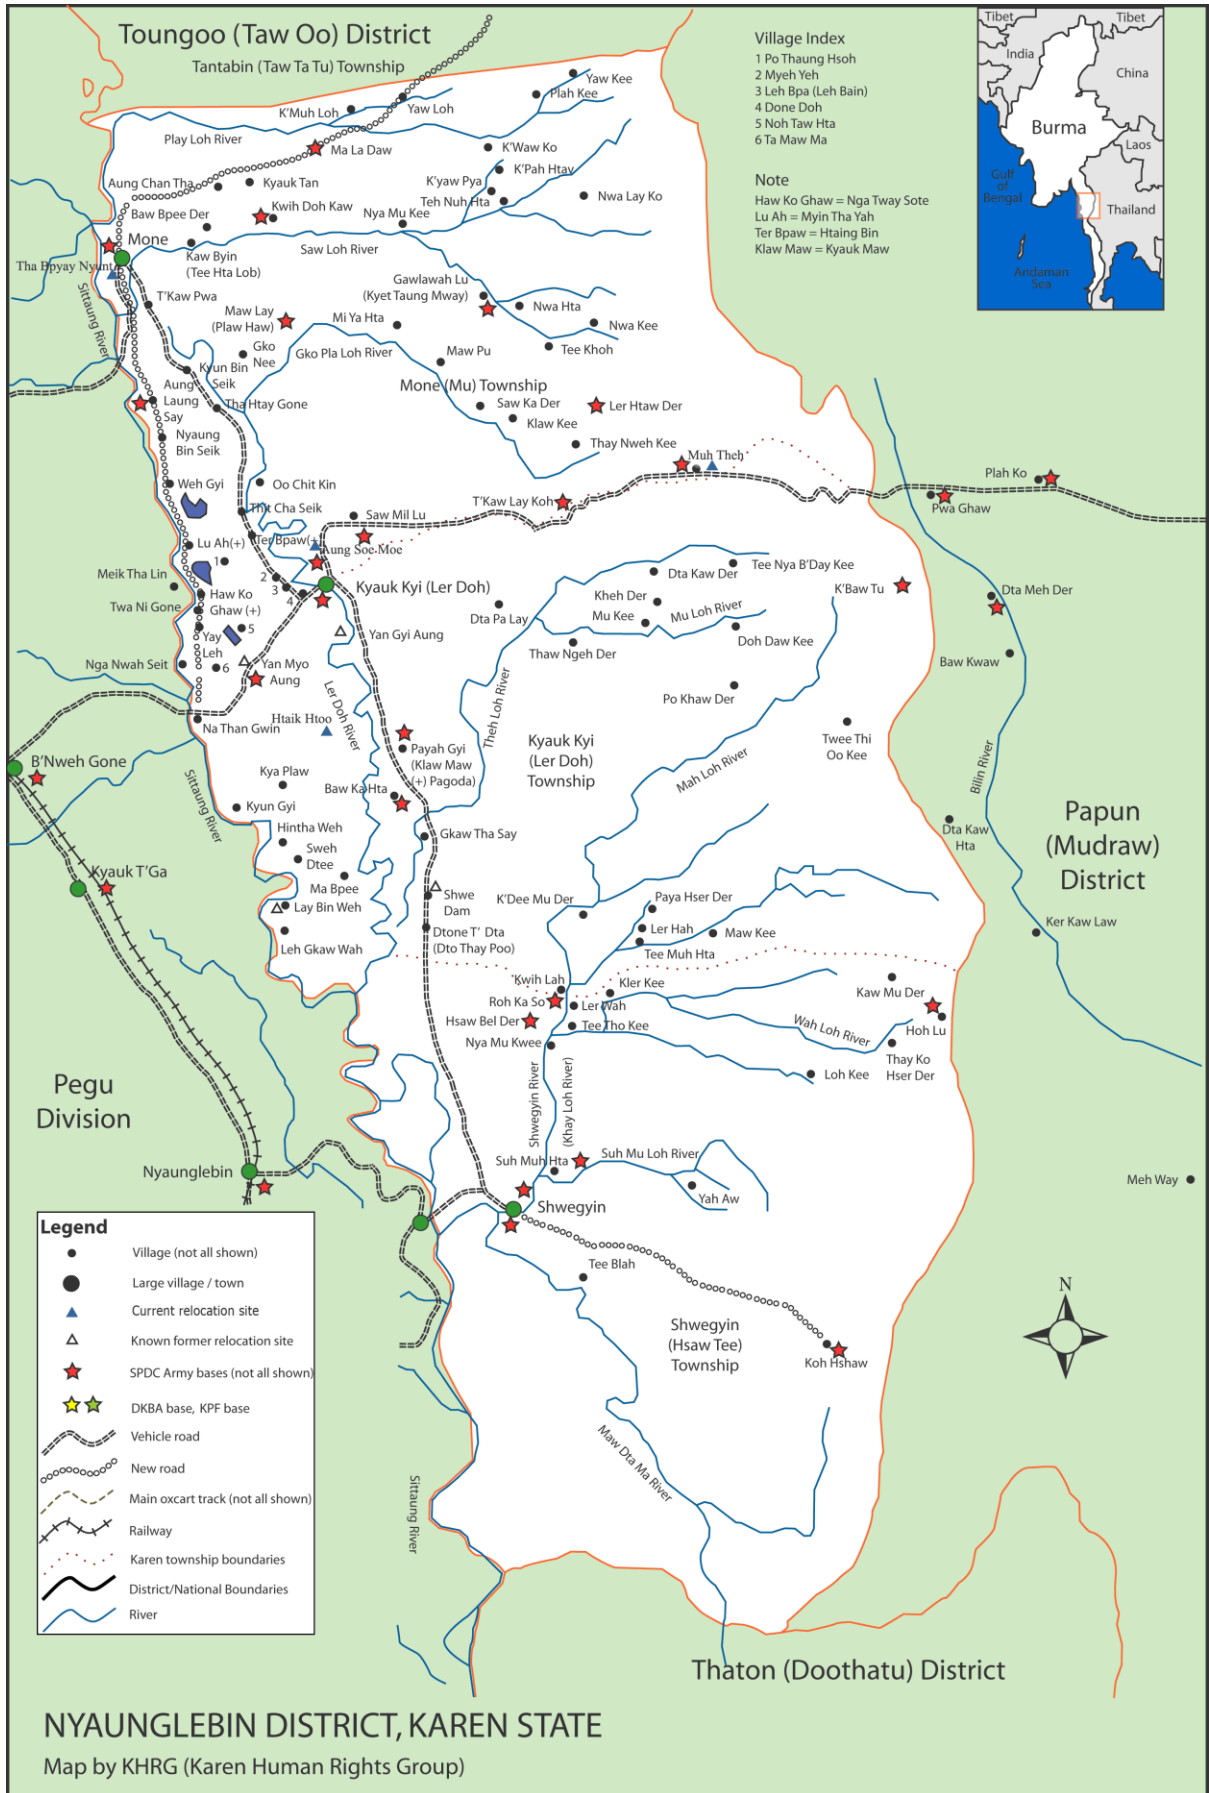 Toungoo (Taw Oo) District
Tantabin (Taw Ta Tu) Township
Village Index
1 Po Thaung Hsoh
2 Myeh Yeh
3 Leh Bpa (Leh Bain)
4 Done Doh
5 Noh Taw Hta
6 Ta Maw Ma
Note
Haw Ko Ghaw = Nga Tway Sote
Lu Ah = Myin Tha Yah
Ter Bpaw = Htaing Bin
Klaw Maw = Kyauk Maw
Tibet
Tibet
India
China
Burma
Laos
Gulf
of
Bengal
Thailand
Andaman
Sea
Yaw Kee
Plah Kee
K'Muh Loh
Yaw Loh
Play Loh River
Ma La Daw
K'Waw Ko
K'Pah Htay
Aung Chan Tha
Kyauk Tan
K'yaw Pya
Teh Nuh Hta
Nwa Lay Ko
Baw Bpee Der
Kwih Doh Kaw
Nya Mu Kee
Mone
Kaw Byin
(Tee Hta Lob)
Saw Loh River
Tha Bpyay Nyunt
Sittaung River
T'Kaw Pwa
Gawlawah Lu
(Kyet Taung Mway)
Nwa Hta
Maw Lay
(Plaw Haw)
Mi Ya Hta
Nwa Kee
Gko
Nee
Gko Pla Loh River
Maw Pu
Tee Khoh
Kyun Bin
Seik
Mone (Mu) Township
Aung
Laung
Say
Tha Htay Gone
Saw Ka Der
Ler Htaw Der
Klaw Kee
Nyaung
Bin Seik
Thay Nweh Kee
Muh Theh
Weh Gyi
Oo Chit Kin
Plah Ko
Pwa Ghaw
T'Kaw Lay Koh
Thit Cha Seik
Saw Mil Lu
Lu Ah(+)
Ter Bpaw(+)
Aung Soe Moe
1
Meik Tha Lin
2
3
4
Kyauk Kyi (Ler Doh)
Tee Nya B'Day Kee
Dta Kaw Der
K'Baw Tu
Dta Meh Der
Haw Ko
Ghaw (+)
Twa Ni Gone
Kheh Der
Mu Kee
Mu Loh River
Dta Pa Lay
5
Yay
Leh
Yan Gyi Aung
Thaw Ngeh Der
Doh Daw Kee
Baw Kwaw
Nga Nwah Seit
6
Yan Myo
Aung
Ler Doh River
Theh Loh River
Po Khaw Der
Na Than Gwin
Htaik Htoo
Twee Thi
Oo Kee
Kyauk Kyi
(Ler Doh)
Township
Payah Gyi
(Klaw Maw
(+) Pagoda)
Mah Loh River
Bilin River
B'Nweh Gone
Sittaung River
Kya Plaw
Baw Ka Hta
Kyun Gyi
Gkaw Tha Say
Dta Kaw
Hta
Papun
(Mudraw)
District
Hintha Weh
Sweh
Dtee
Kyauk T'Ga
Ma Bpee
Shwe
Dam
Lay Bin Weh
K'Dee Mu Der
Paya Hser Der
Ler Hah
Maw Kee
Ker Kaw Law
Dtone T' Dta
(Dto Thay Poo)
Leh Gkaw Wah
Tee Muh Hta
Kwih Lah
Kler Kee
Kaw Mu Der
Roh Ka So
Ler Wah
Hsaw Bel Der
Tee Tho Kee
Wah Loh River
Hoh Lu
Nya Mu Kwee
Thay Ko
Hser Der
Loh Kee
Pegu
Division
Shwegyin River
(Khay Loh River)
Nyaunglebin
Suh Muh Hta
Suh Mu Loh River
Yah Aw
Meh Way
Shwegyin
Tee Blah
Shwegyin
(Hsaw Tee)
Township
Koh Hshaw
N
Maw Dta Ma River
Sittaung River
Legend
Village (not all shown)
Large village / town
Current relocation site
Known former relocation site
SPDC Army bases (not all shown)
DKBA base, KPF base
Vehicle road
New road
Main oxcart track (not all shown)
Railway
Karen township boundaries
District/National Boundaries
River
Thaton (Doothatu) District
NYAUNGLEBIN DISTRICT, KAREN STATE
Map by KHRG (Karen Human Rights Group)